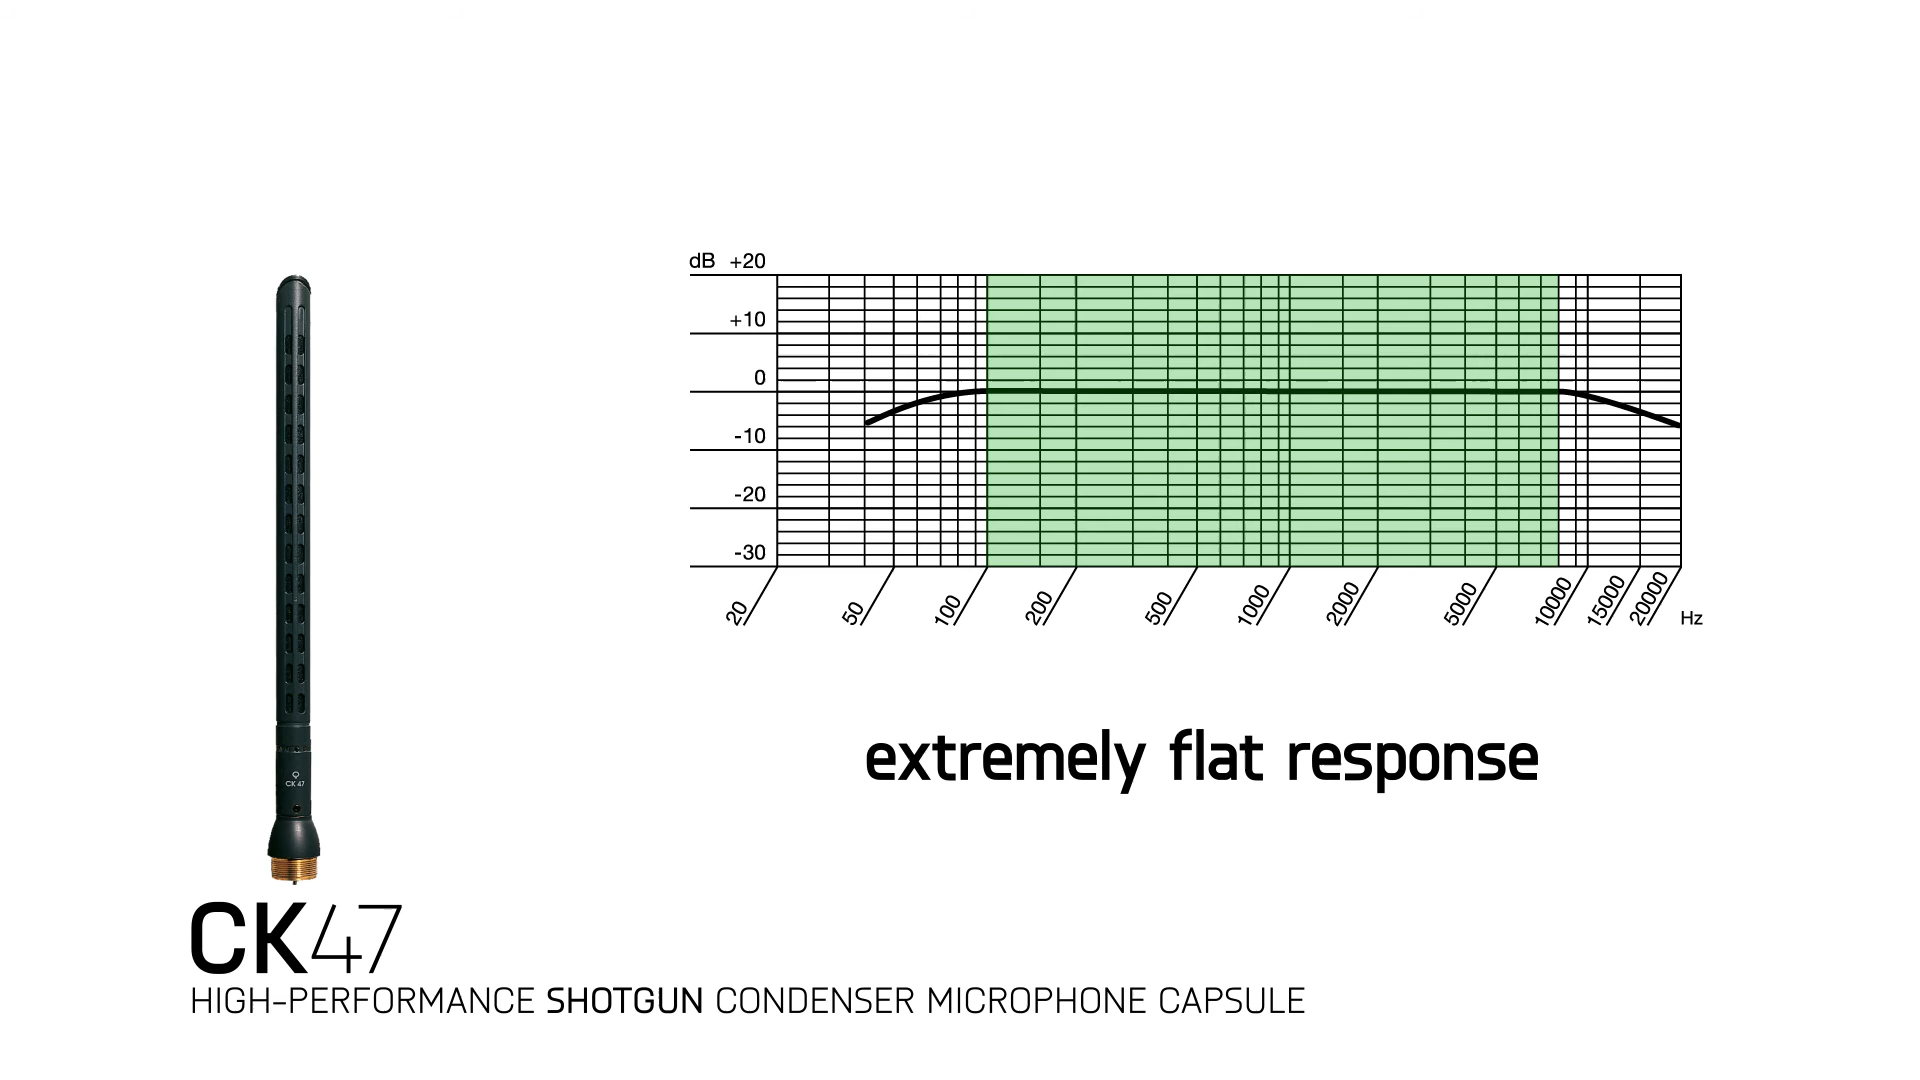 dB +20
+10
0
-10
-20
-30
20 50 100 200 500 1000 2000 5000 10000 15000 20000 Hz
extremely flat response
CK 47
CK47
HIGH-PERFORMANCE SHOTGUN CONDENSER MICROPHONE CAPSULE